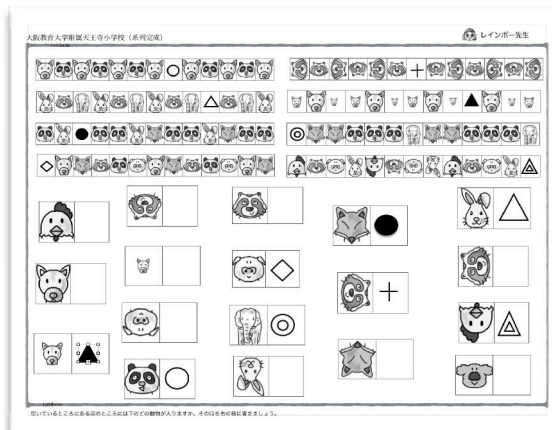 大阪教育大学附属天王寺小学校（系列完成）
レインボー先生
空いているところにある印のところには下のどの動物が入りますか。その印を右の箱に書きましょう。